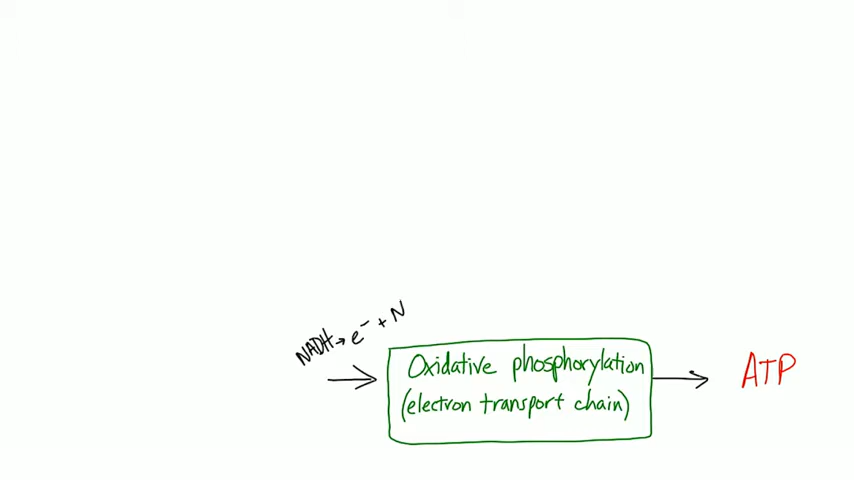 NADH → e⁻ + N
Oxidative phosphorylation
(electron transport chain)
ATP